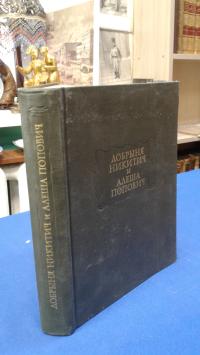 ДОБРЫНЯ
НИКИТИЧ
И
АЛЕША
ПОПОВИЧ
ДОБРЫНЯ НИКИТИЧ И АЛЕША ПОПОВИЧ